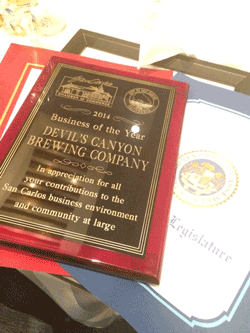 2014
Business of the Year
DEVIL'S CANYON
BREWING COMPANY
In appreciation for all
your contributions to the
San Carlos business environment
and community at large
Legislature